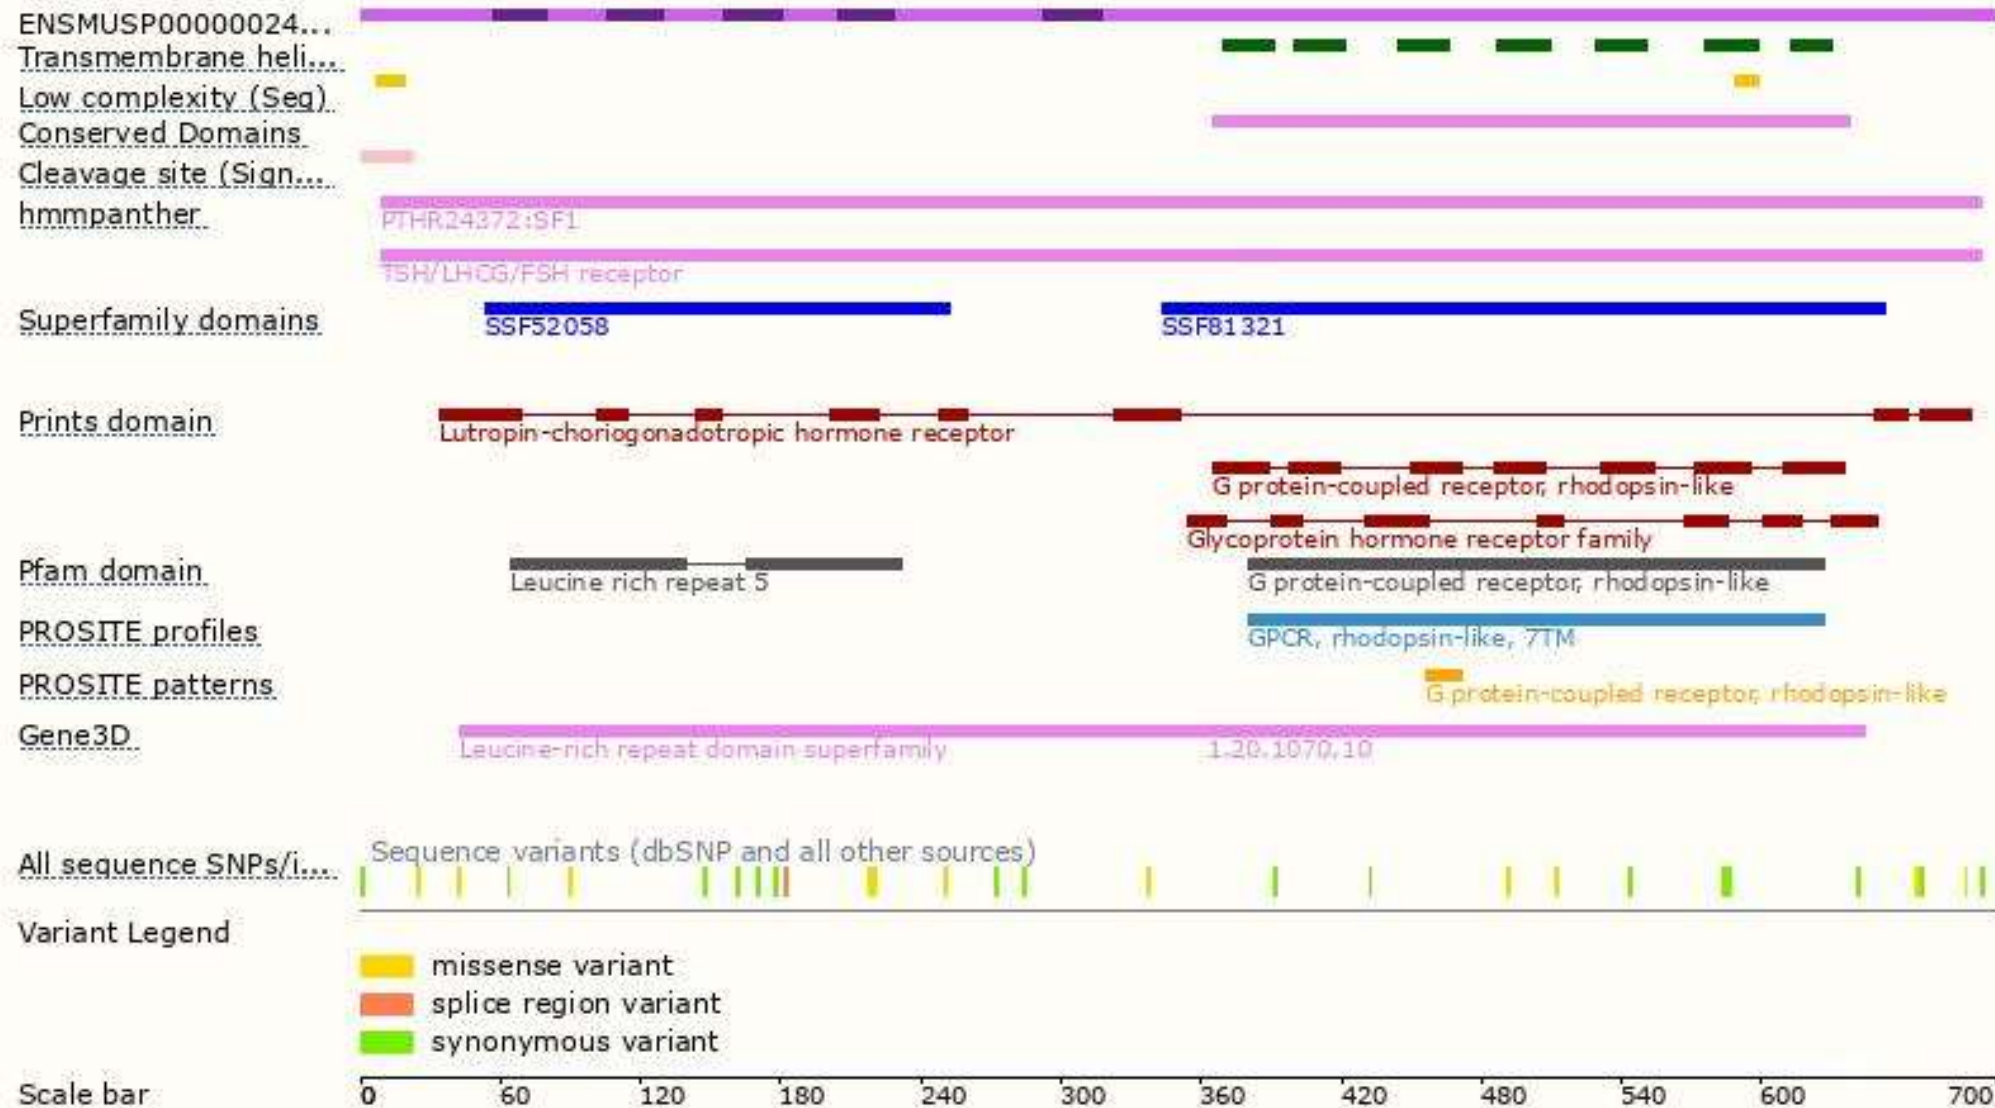 ENSMUSP00000024...
Transmembrane heli...
Low complexity (Seg)
Conserved Domains
Cleavage site (Sign...
hmmpanther
PTHR24372:SF1
TSH/LHCG/FSH receptor
Superfamily domains
SSF52058 SSF81321
Prints domain
Lutropin-choriogonadotropic hormone receptor
G protein-coupled receptor, rhodopsin-like
Glycoprotein hormone receptor family
Pfam domain
Leucine rich repeat 5 G protein-coupled receptor, rhodopsin-like
PROSITE profiles
GPCR, rhodopsin-like, 7TM
PROSITE patterns
G protein-coupled receptor, rhodopsin-like
Gene3D
Leucine-rich repeat domain superfamily 1.20.1070.10
Sequence variants (dbSNP and all other sources)
All sequence SNPs/i...
Variant Legend
missense variant
splice region variant
synonymous variant
Scale bar 0 60 120 180 240 300 360 420 480 540 600 700